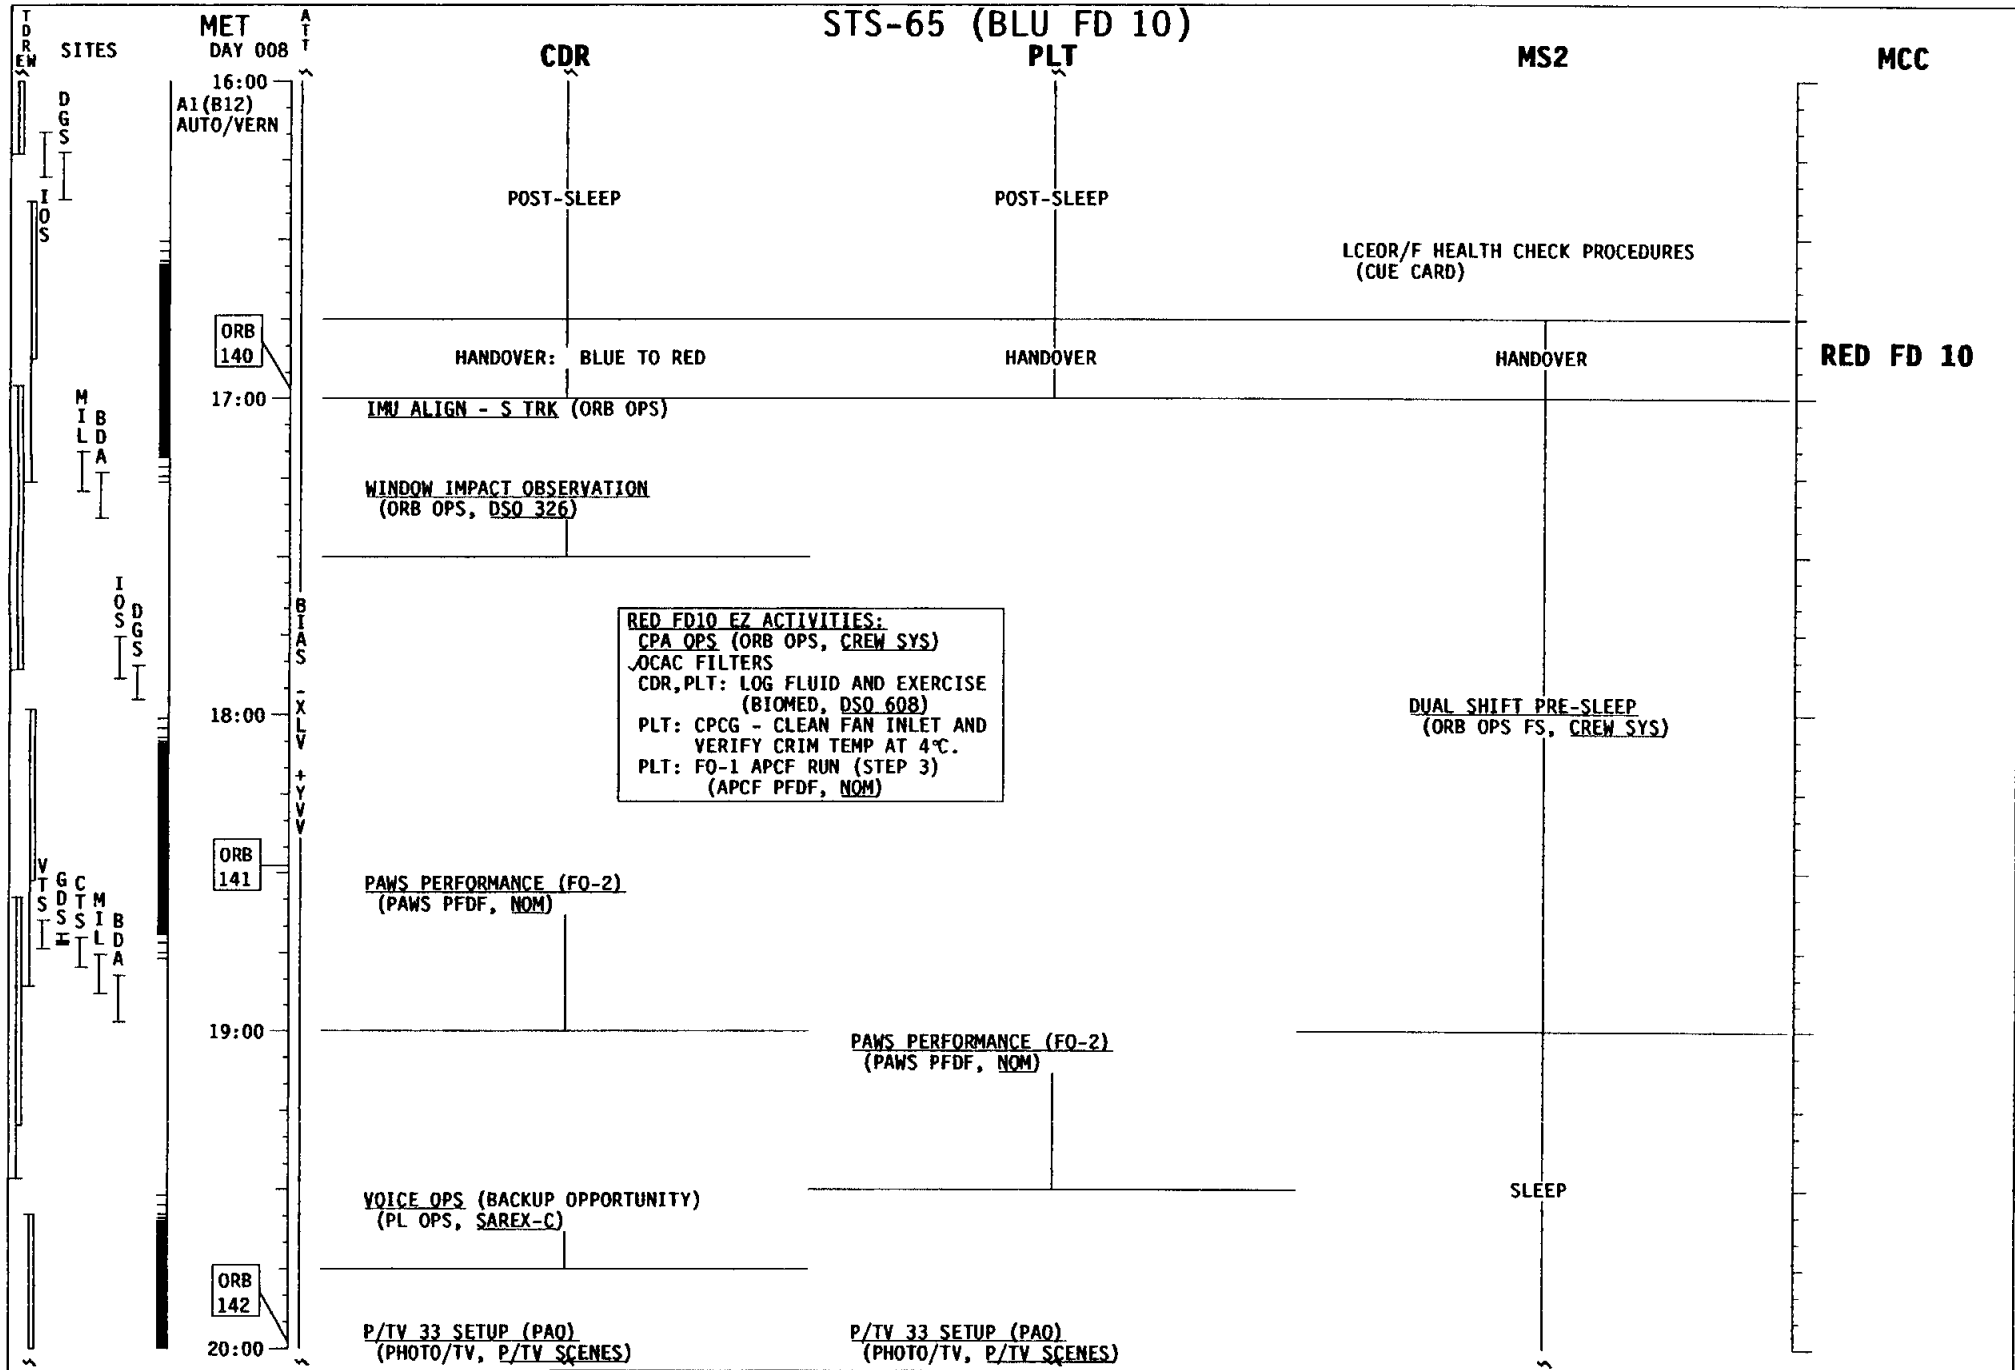 STS-65 (BLU FD 10)
TDRE W
SITES
MET
DAY 008
ATT
CDR
PLT
MS2
MCC
16:00
A1(B12)
AUTO/VERN
DGS
IOS
POST-SLEEP
POST-SLEEP
LCEOR/F HEALTH CHECK PROCEDURES
(CUE CARD)
ORB
140
HANDOVER: BLUE TO RED
HANDOVER
HANDOVER
RED FD 10
17:00
IMU ALIGN - S TRK (ORB OPS)
MIL
BDA
WINDOW IMPACT OBSERVATION
(ORB OPS, DSO 326)
IOS
DGS
BIAS -XLV +YVV
RED FD10 EZ ACTIVITIES:
CPA OPS (ORB OPS, CREW SYS)
✓OCAC FILTERS
CDR,PLT: LOG FLUID AND EXERCISE
(BIOMED, DSO 608)
PLT: CPCG - CLEAN FAN INLET AND
VERIFY CRIM TEMP AT 4°C.
PLT: FO-1 APCF RUN (STEP 3)
(APCF PFDF, NOM)
18:00
DUAL SHIFT PRE-SLEEP
(ORB OPS FS, CREW SYS)
ORB
141
VTS
GDS
CTS
MIL
BDA
PAWS PERFORMANCE (FO-2)
(PAWS PFDF, NOM)
19:00
PAWS PERFORMANCE (FO-2)
(PAWS PFDF, NOM)
VOICE OPS (BACKUP OPPORTUNITY)
(PL OPS, SAREX-C)
SLEEP
ORB
142
20:00
P/TV 33 SETUP (PAO)
(PHOTO/TV, P/TV SCENES)
P/TV 33 SETUP (PAO)
(PHOTO/TV, P/TV SCENES)